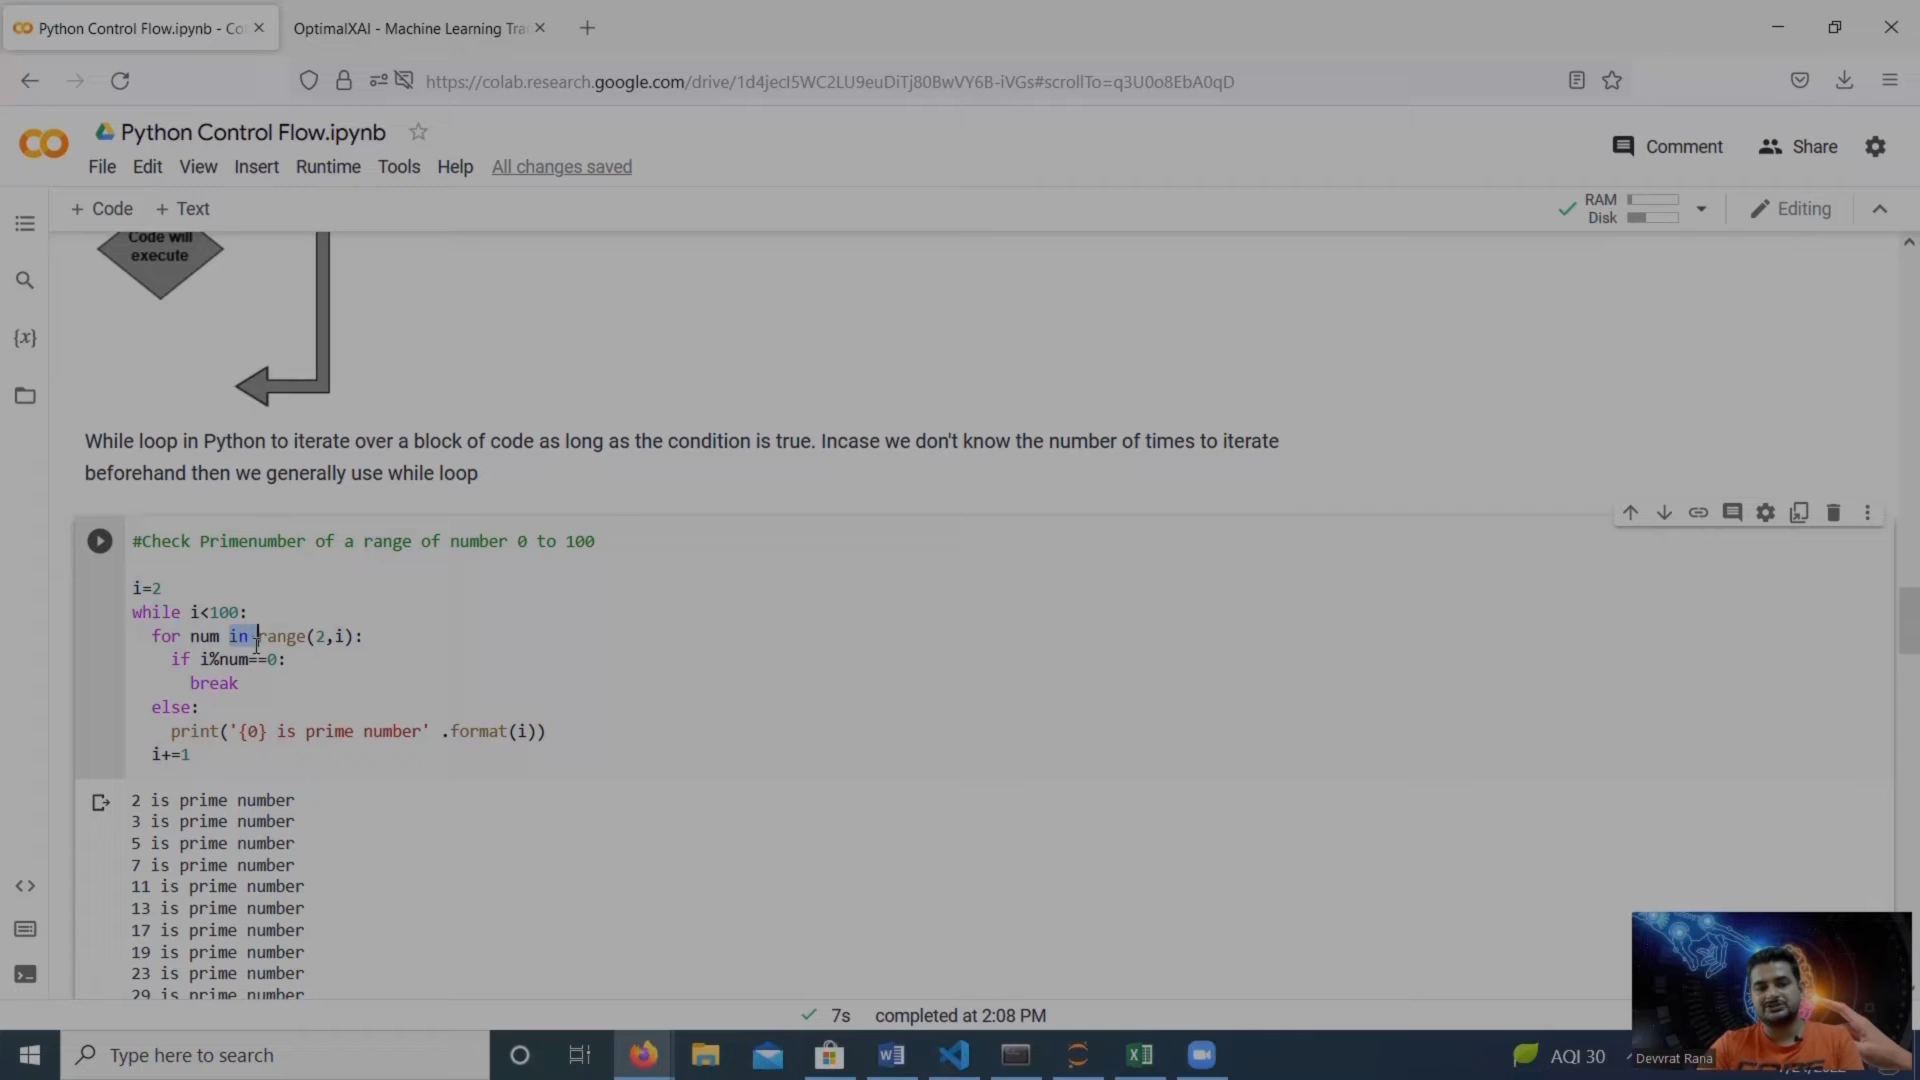 Python Control Flow.ipynb - Co
OptimalXAI - Machine Learning Tra
https://colab.research.google.com/drive/1d4jecI5WC2LU9euDiTj80BwVY6B-iVGs#scrollTo=q3U0o8EbA0qD
Python Control Flow.ipynb
Comment
Share
File Edit View Insert Runtime Tools Help All changes saved
+ Code + Text
RAM
Disk
Editing
Code will
execute
While loop in Python to iterate over a block of code as long as the condition is true. Incase we don't know the number of times to iterate
beforehand then we generally use while loop
#Check Primenumber of a range of number 0 to 100
i=2
while i<100:
for num in range(2,i):
if i%num==0:
break
else:
print('{0} is prime number' .format(i))
i+=1
2 is prime number
3 is prime number
5 is prime number
7 is prime number
11 is prime number
13 is prime number
17 is prime number
19 is prime number
23 is prime number
29 is prime number
7s completed at 2:08 PM
Type here to search
AQI 30
Devvrat Rana